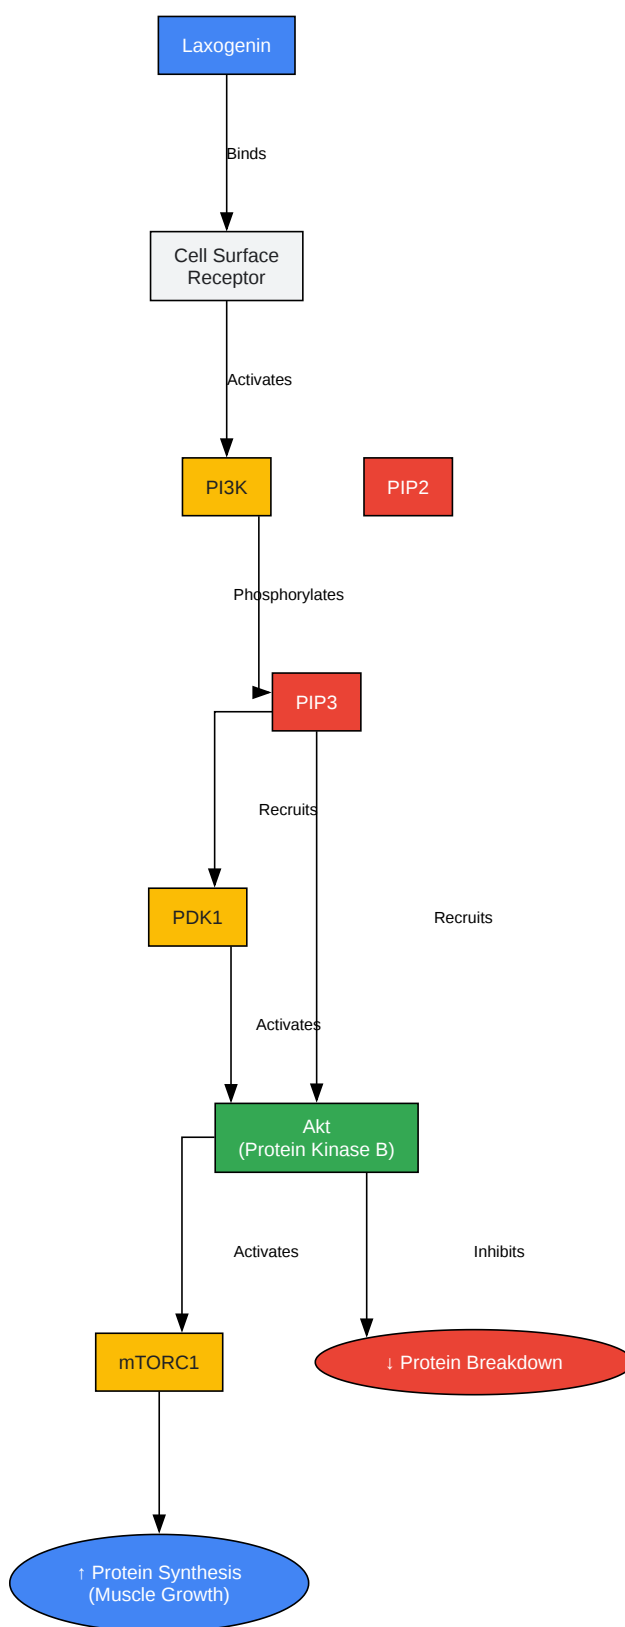 Laxogenin
Binds
Cell Surface
Receptor
Activates
PI3K
PIP2
Phosphorylates
PIP3
Recruits
PDK1
Recruits
Activates
Akt
(Protein Kinase B)
Activates
Inhibits
mTORC1
↓ Protein Breakdown
↑ Protein Synthesis
(Muscle Growth)